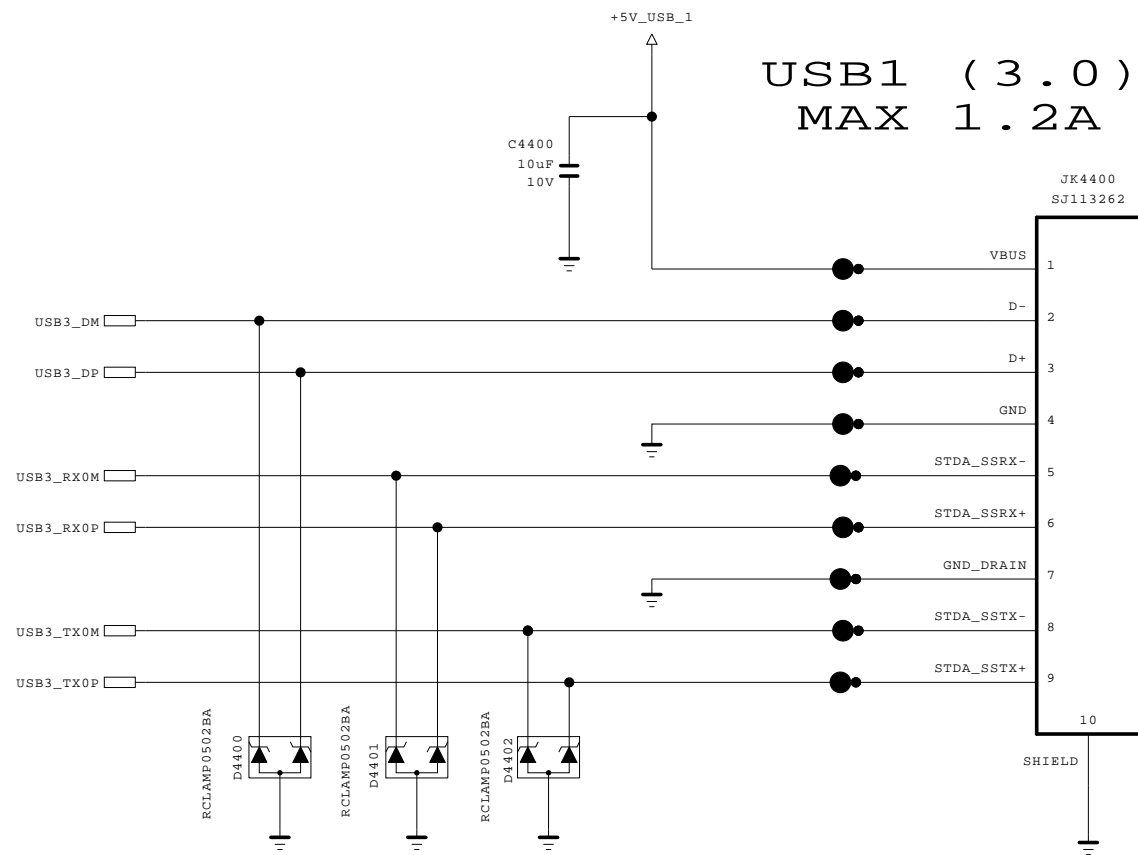 +5V_USB_1
USB1 (3.0)
MAX 1.2A
C4400
10uF
10V
JK4400
SJ113262
VBUS
1
USB3_DM
D-
2
USB3_DP
D+
3
GND
4
USB3_RX0M
STDA_SSRX-
5
USB3_RX0P
STDA_SSRX+
6
GND_DRAIN
7
USB3_TX0M
STDA_SSTX-
8
USB3_TX0P
STDA_SSTX+
9
10
SHIELD
RCLAMP0502BA
D4400
RCLAMP0502BA
D4401
RCLAMP0502BA
D4402